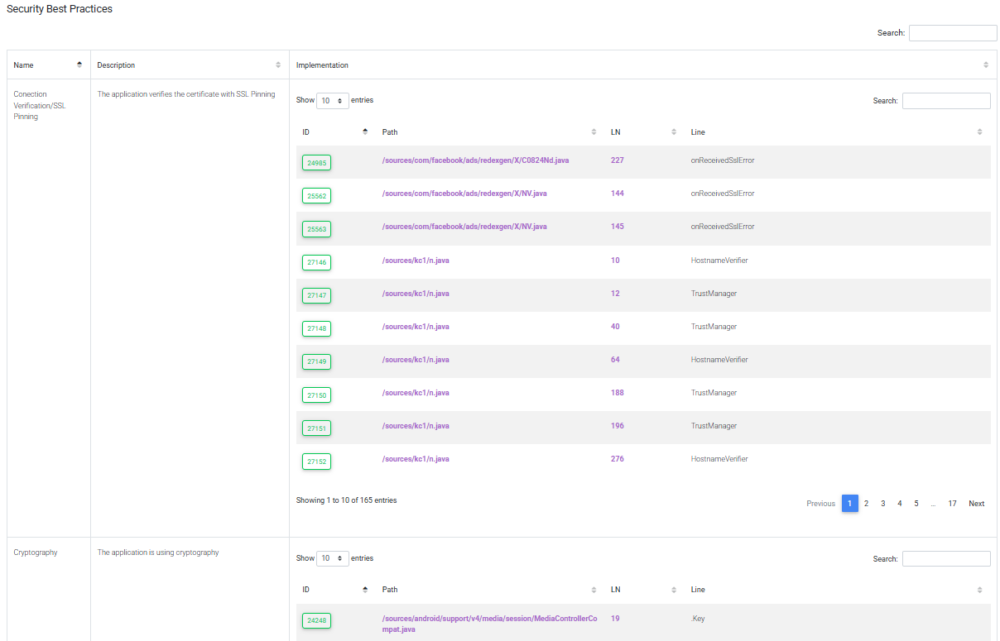 Security Best Practices
Search:
Name Description Implementation
Conection
Verification/SSL
Pinning
The application verifies the certificate with SSL Pinning
Show 10 entries
Search:
ID Path LN Line
24985 /sources/com/facebook/ads/redexgen/X/C0824Nd.java 227 onReceivedSslError
25562 /sources/com/facebook/ads/redexgen/X/NV.java 144 onReceivedSslError
25563 /sources/com/facebook/ads/redexgen/X/NV.java 145 onReceivedSslError
27146 /sources/kc1/n.java 10 HostnameVerifier
27147 /sources/kc1/n.java 12 TrustManager
27148 /sources/kc1/n.java 40 TrustManager
27149 /sources/kc1/n.java 64 HostnameVerifier
27150 /sources/kc1/n.java 188 TrustManager
27151 /sources/kc1/n.java 196 TrustManager
27152 /sources/kc1/n.java 276 HostnameVerifier
Showing 1 to 10 of 165 entries
Previous 1 2 3 4 5 … 17 Next
Cryptography
The application is using cryptography
Show 10 entries
Search:
ID Path LN Line
24248 /sources/android/support/v4/media/session/MediaControllerCo 19 .Key
mpat.java